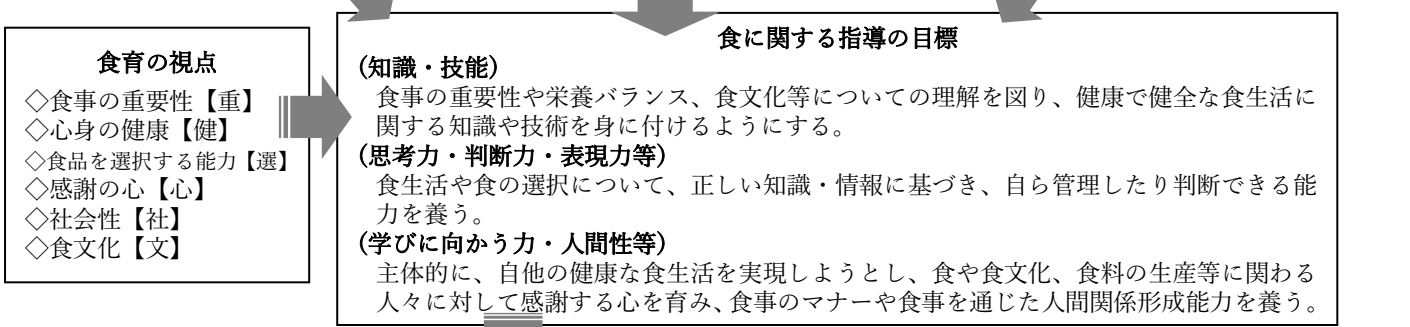 食育の視点
◇食事の重要性【重】
◇心身の健康【健】
◇食品を選択する能力【選】
◇感謝の心【心】
◇社会性【社】
◇食文化【文】
食に関する指導の目標
(知識・技能)
食事の重要性や栄養バランス、食文化等についての理解を図り、健康で健全な食生活に
関する知識や技術を身に付けるようにする。
(思考力・判断力・表現力等)
食生活や食の選択について、正しい知識・情報に基づき、自ら管理したり判断できる能
力を養う。
(学びに向かう力・人間性等)
主体的に、自他の健康な食生活を実現しようとし、食や食文化、食料の生産等に関わる
人々に対して感謝する心を育み、食事のマナーや食事を通じた人間関係形成能力を養う。